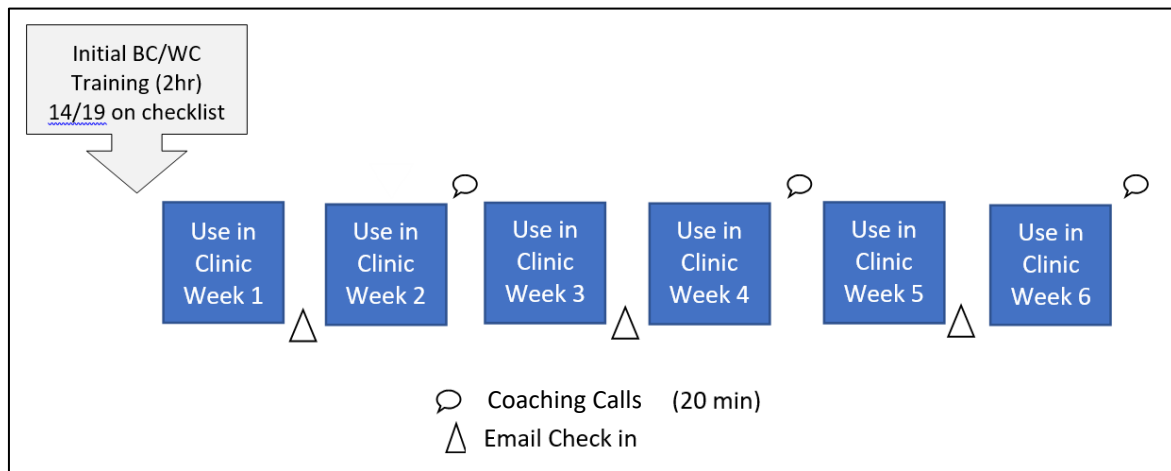 Initial BC/WC
Training (2hr)
14/19 on checklist
Use in
Clinic
Week 1
Use in
Clinic
Week 2
Use in
Clinic
Week 3
Use in
Clinic
Week 4
Use in
Clinic
Week 5
Use in
Clinic
Week 6
Coaching Calls (20 min)
Email Check in